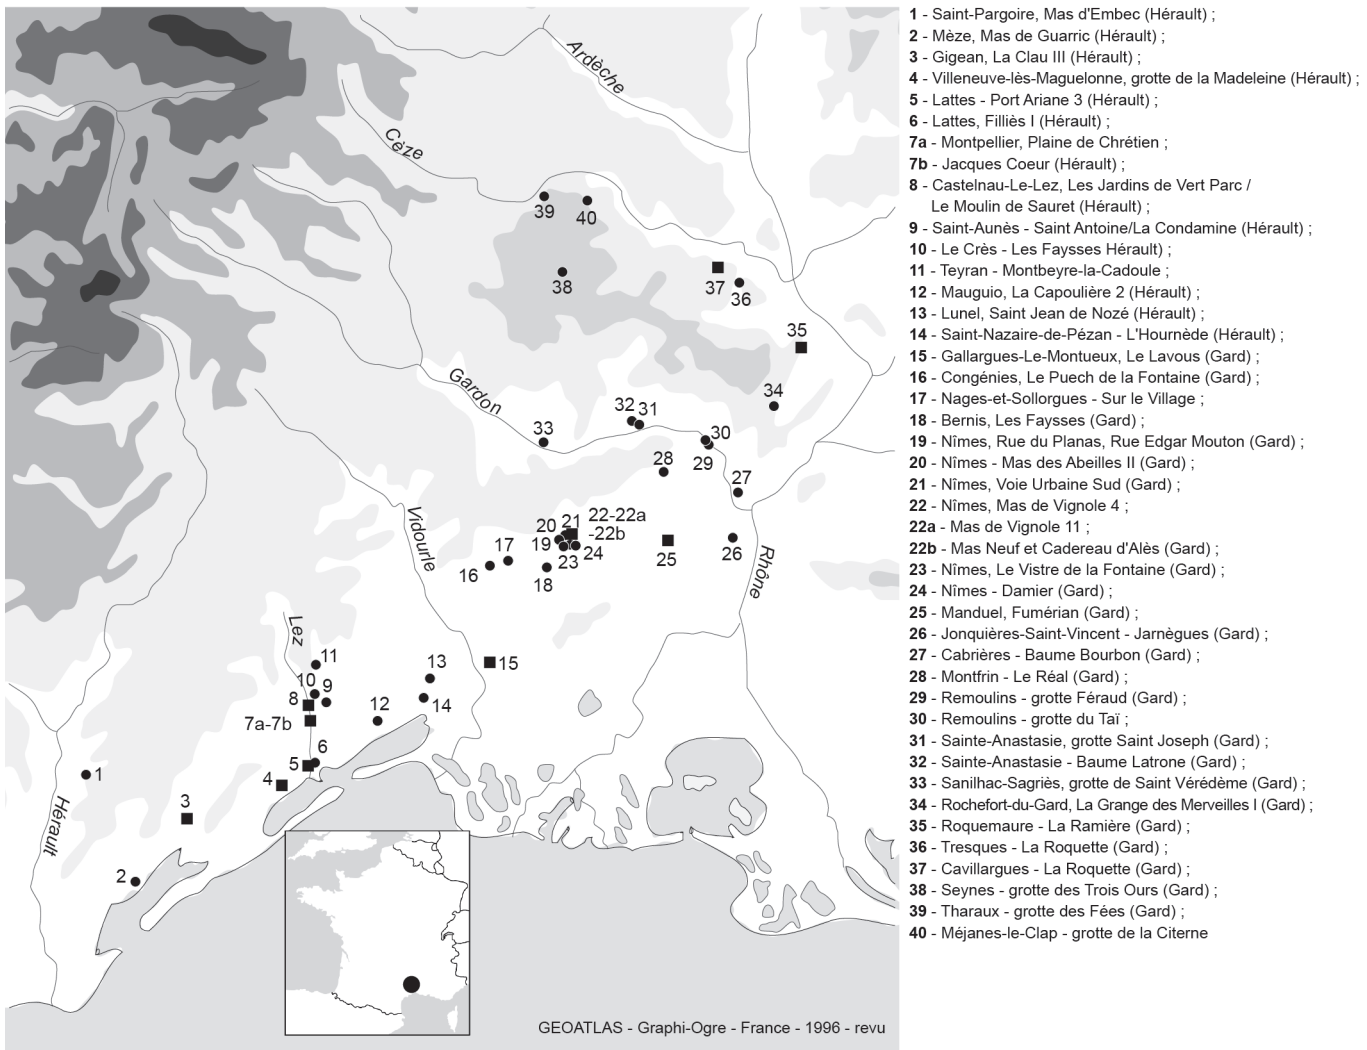 Ardèche
Cèze
39
40
38
37
36
35
34
Gardon
32
31
33
30
29
28
27
Vidourle
20
21
22-22a
-22b
19
23
24
25
26
17
16
18
Rhône
Lez
11
10
9
8
7a-7b
13
14
12
15
6
5
4
3
1
2
Hérault
GEOATLAS - Graphi-Ogre - France - 1996 - revu
1 - Saint-Pargoire, Mas d'Embec (Hérault) ;
2 - Mèze, Mas de Guarric (Hérault) ;
3 - Gigean, La Clau III (Hérault) ;
4 - Villeneuve-lès-Maguelonne, grotte de la Madeleine (Hérault) ;
5 - Lattes - Port Ariane 3 (Hérault) ;
6 - Lattes, Filliès I (Hérault) ;
7a - Montpellier, Plaine de Chrétien ;
7b - Jacques Coeur (Hérault) ;
8 - Castelnau-Le-Lez, Les Jardins de Vert Parc /
Le Moulin de Sauret (Hérault) ;
9 - Saint-Aunès - Saint Antoine/La Condamine (Hérault) ;
10 - Le Crès - Les Faysses Hérault) ;
11 - Teyran - Montbeyre-la-Cadoule ;
12 - Mauguio, La Capoulière 2 (Hérault) ;
13 - Lunel, Saint Jean de Nozé (Hérault) ;
14 - Saint-Nazaire-de-Pézan - L'Hournède (Hérault) ;
15 - Gallargues-Le-Montueux, Le Lavous (Gard) ;
16 - Congénies, Le Puech de la Fontaine (Gard) ;
17 - Nages-et-Sollorgues - Sur le Village ;
18 - Bernis, Les Faysses (Gard) ;
19 - Nîmes, Rue du Planas, Rue Edgar Mouton (Gard) ;
20 - Nîmes - Mas des Abeilles II (Gard) ;
21 - Nîmes, Voie Urbaine Sud (Gard) ;
22 - Nîmes, Mas de Vignole 4 ;
22a - Mas de Vignole 11 ;
22b - Mas Neuf et Cadereau d'Alès (Gard) ;
23 - Nîmes, Le Vistre de la Fontaine (Gard) ;
24 - Nîmes - Damier (Gard) ;
25 - Manduel, Fumérian (Gard) ;
26 - Jonquières-Saint-Vincent - Jarnègues (Gard) ;
27 - Cabrières - Baume Bourbon (Gard) ;
28 - Montfrin - Le Réal (Gard) ;
29 - Remoulins - grotte Féraud (Gard) ;
30 - Remoulins - grotte du Taï ;
31 - Sainte-Anastasie, grotte Saint Joseph (Gard) ;
32 - Sainte-Anastasie - Baume Latrone (Gard) ;
33 - Sanilhac-Sagriès, grotte de Saint Vérédème (Gard) ;
34 - Rochefort-du-Gard, La Grange des Merveilles I (Gard) ;
35 - Roquemaure - La Ramière (Gard) ;
36 - Tresques - La Roquette (Gard) ;
37 - Cavillargues - La Roquette (Gard) ;
38 - Seynes - grotte des Trois Ours (Gard) ;
39 - Tharaux - grotte des Fées (Gard) ;
40 - Méjanes-le-Clap - grotte de la Citerne